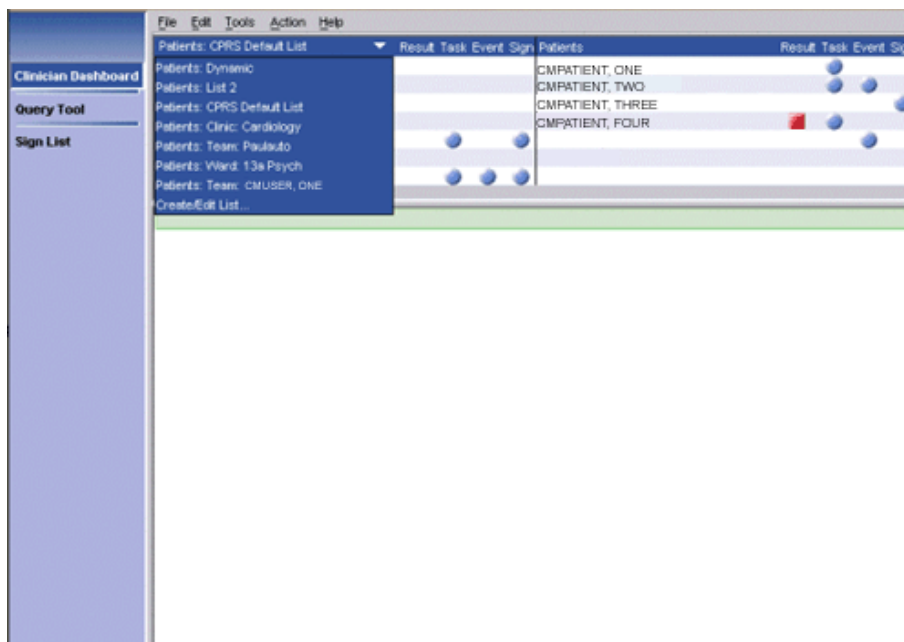 File Edit Tools Action Help
Patients: CPRS Default List Result Task Event Sign Patients Result Task Event
Clinician Dashboard
Query Tool
Sign List
Patients: Dynamic
Patients: List 2
Patients: CPRS Default List
Patients: Clinic: Cardiology
Patients: Team: Paulauto
Patients: Ward: 13a Psych
Patients: Team: CMUSER, ONE
Create/Edit List...
CMPATIENT, ONE
CMPATIENT, TWO
CMPATIENT, THREE
CMPATIENT, FOUR